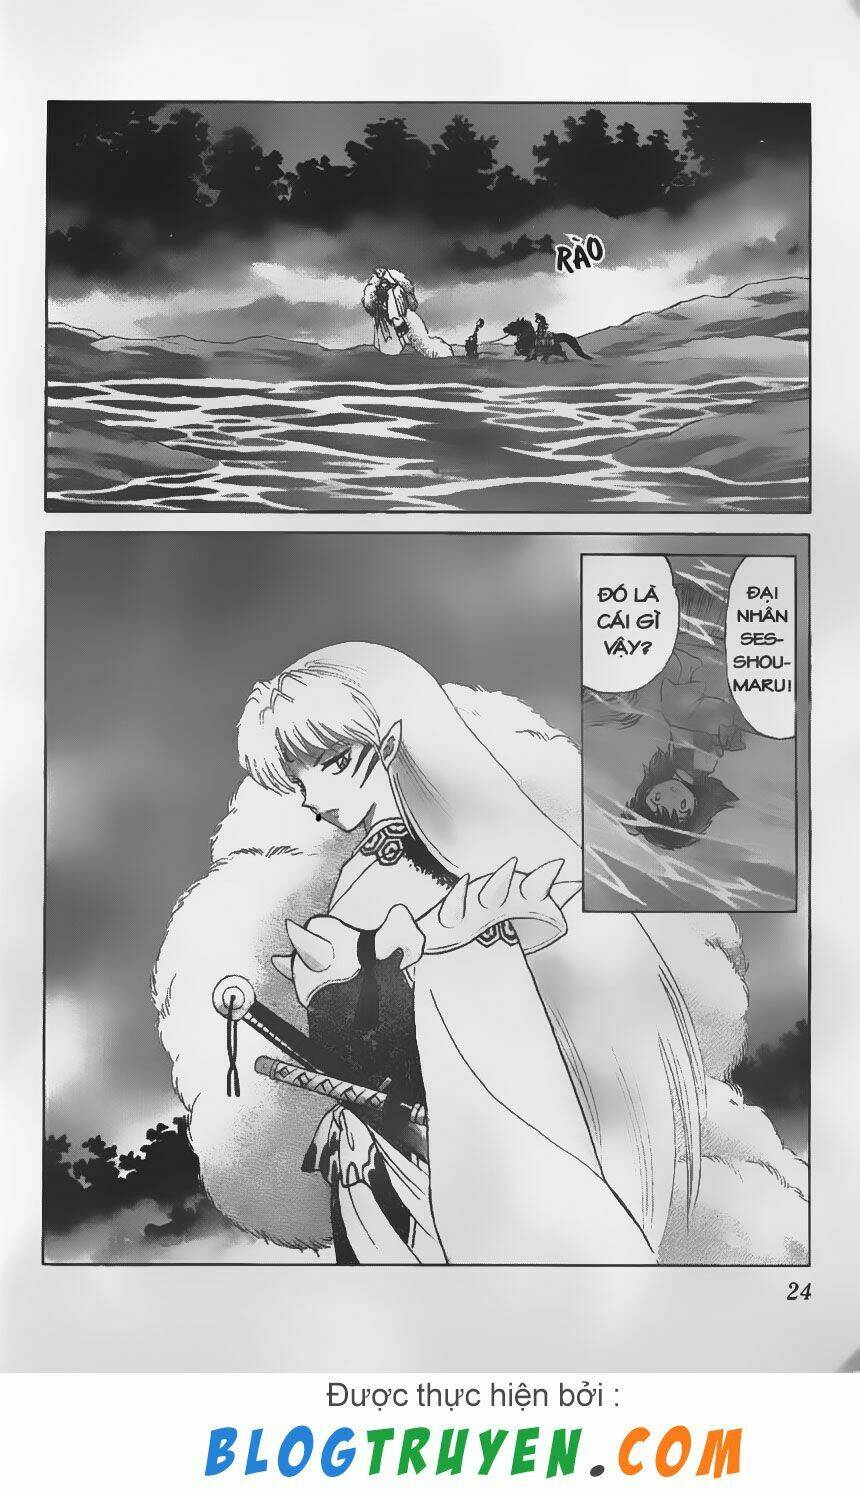 RÀO
ĐẠI
NHÂN
SES-
SHOU-
MARU!
ĐÓ LÀ
CÁI GÌ
VẬY?
24
Được thực hiện bởi :
BLOGTRUYEN.COM